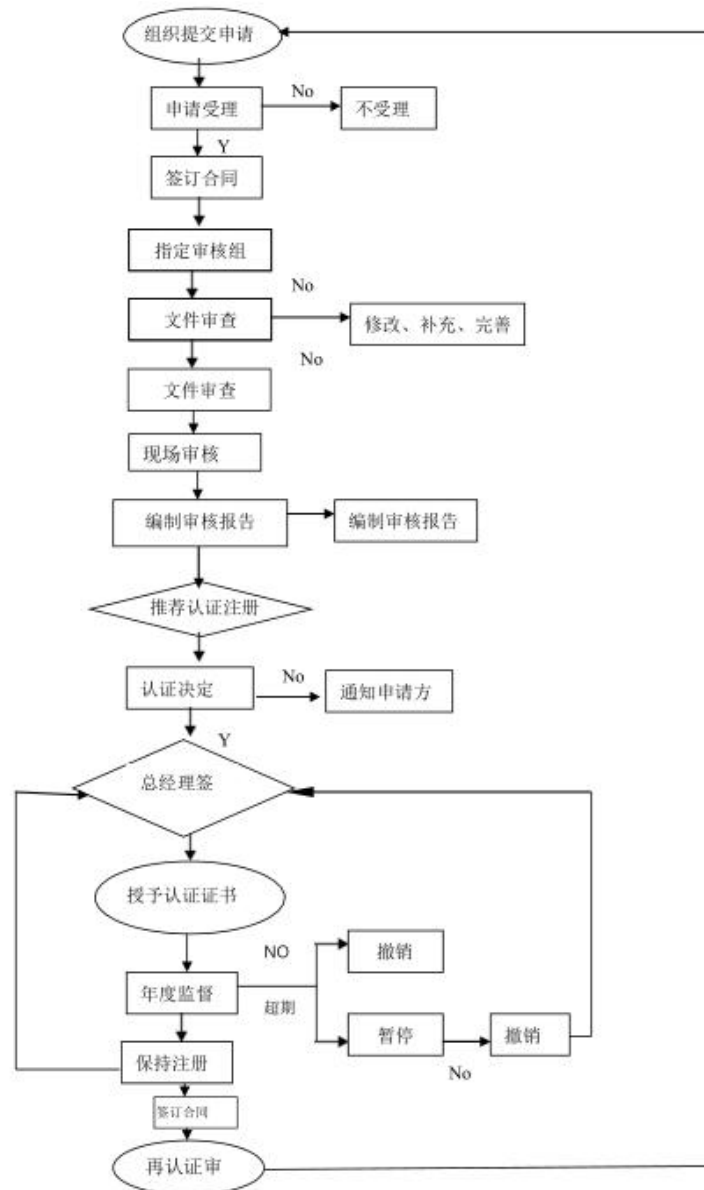 组织提交申请
No
申请受理
不受理
Y
签订合同
指定审核组
No
文件审查
修改、补充、完善
No
文件审查
现场审核
编制审核报告
编制审核报告
推荐认证注册
认证决定
No
通知申请方
Y
总经理签
授予认证证书
NO
撤销
年度监督
超期
暂停
撤销
保持注册
No
签订合同
再认证审